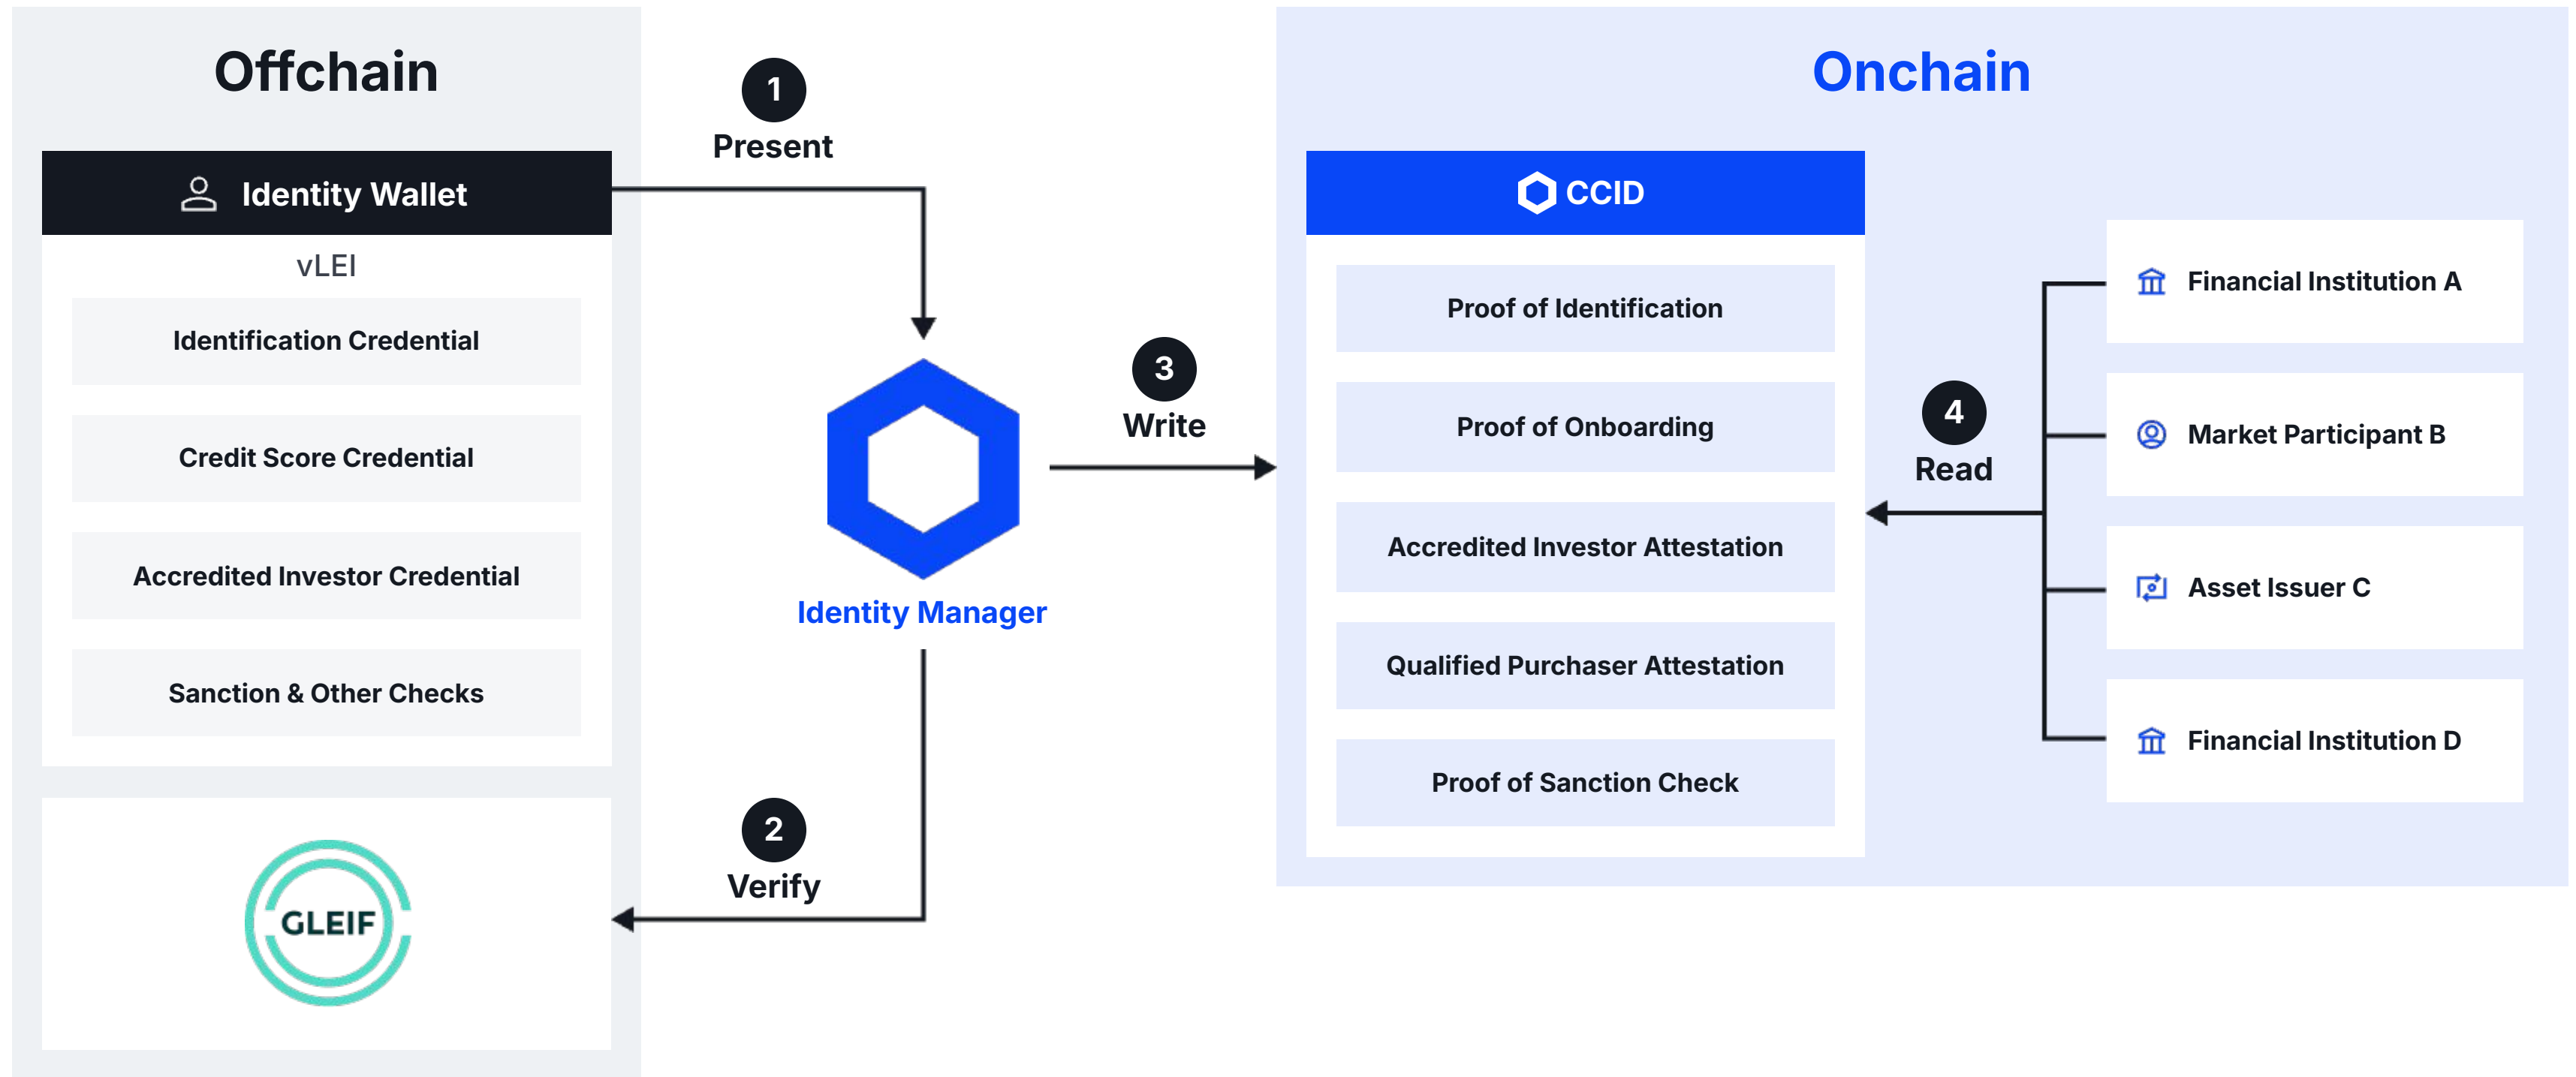 Offchain
Identity Wallet
vLEI
Identification Credential
Credit Score Credential
Accredited Investor Credential
Sanction & Other Checks
GLEIF
1
Present
Identity Manager
2
Verify
3
Write
Onchain
CCID
Proof of Identification
Proof of Onboarding
Accredited Investor Attestation
Qualified Purchaser Attestation
Proof of Sanction Check
4
Read
Financial Institution A
Market Participant B
Asset Issuer C
Financial Institution D